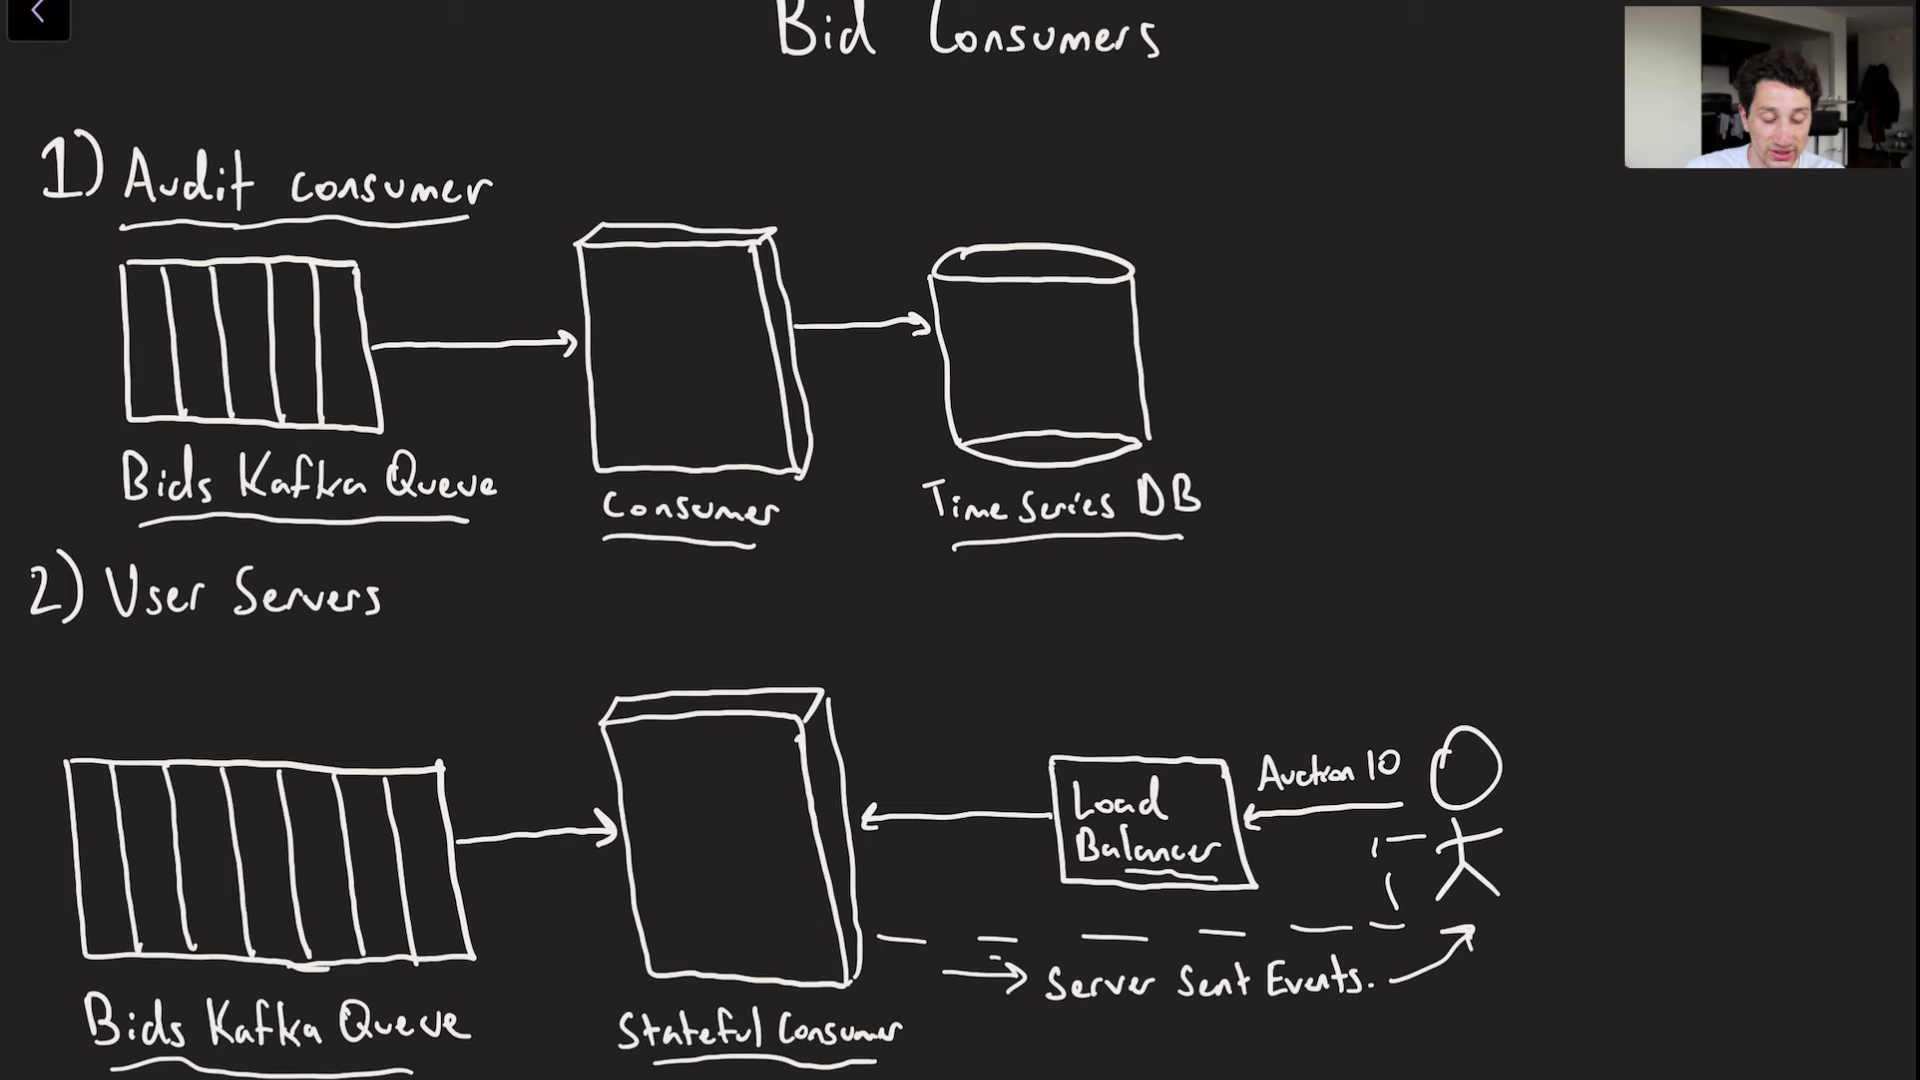 Bid Consumers
1) Audit consumer
Bids Kafka Queue
Consumer
Time Series DB
2) User Servers
Auction 10
Load
Balancer
Server Sent Events.
Bids Kafka Queue
Stateful Consumer